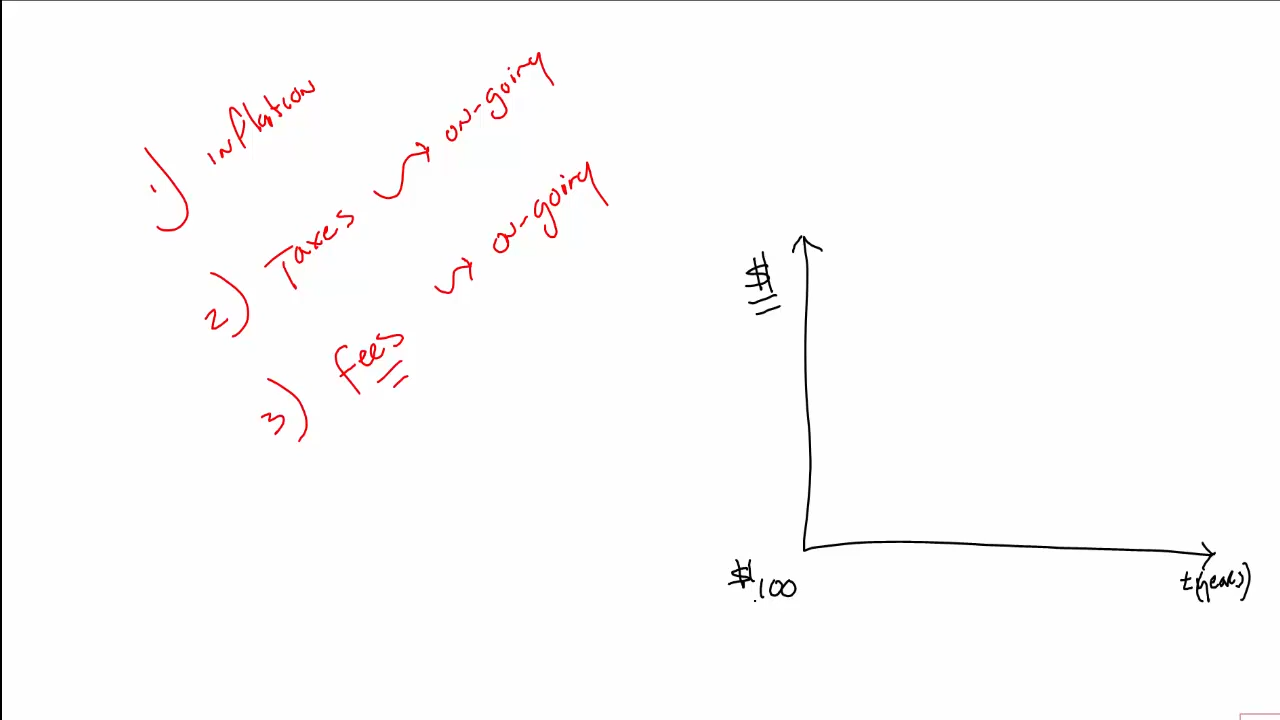 1) inflation
2) Taxes → on-going
3) fees → on-going
$
$100
t(years)